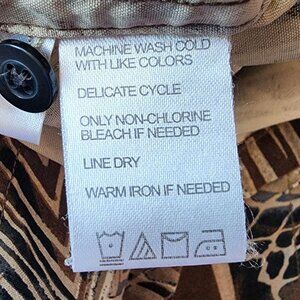 MACHINE WASH COLD
WITH LIKE COLORS
DELICATE CYCLE
ONLY NON-CHLORINE
BLEACH IF NEEDED
LINE DRY
WARM IRON IF NEEDED